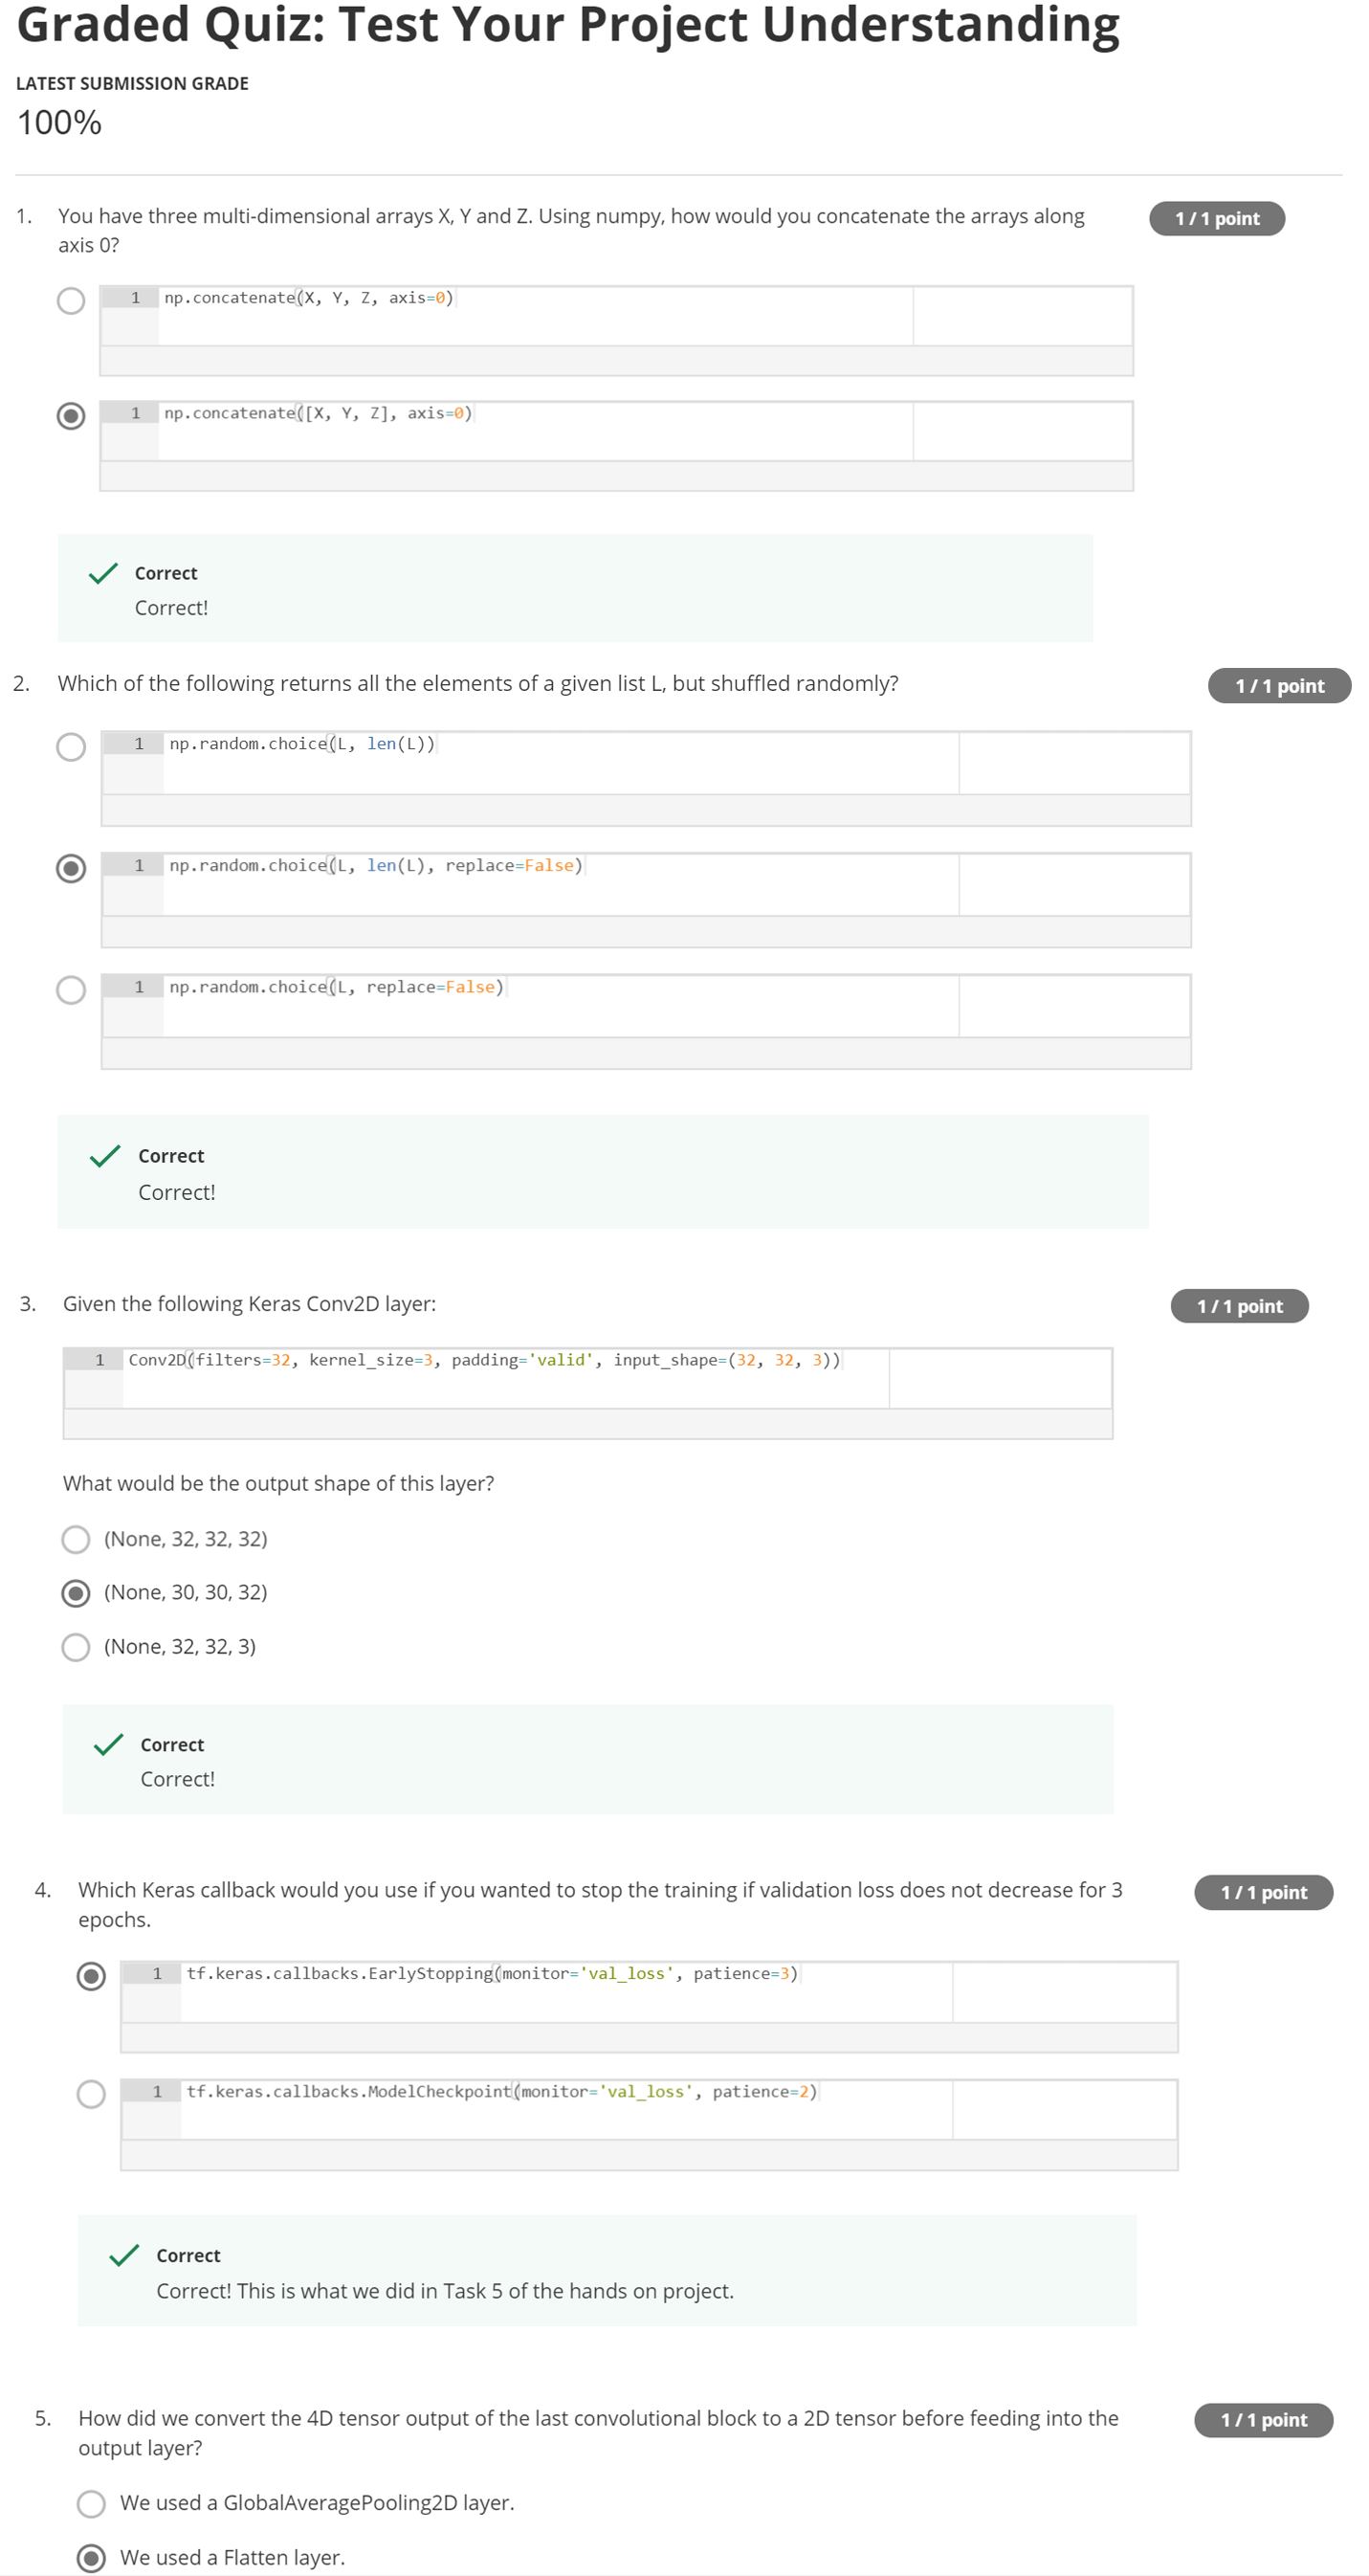 Graded Quiz: Test Your Project Understanding
LATEST SUBMISSION GRADE
100%
1. You have three multi-dimensional arrays X, Y and Z. Using numpy, how would you concatenate the arrays along
axis 0?
1 / 1 point
1 np.concatenate(X, Y, Z, axis=0)
1 np.concatenate([X, Y, Z], axis=0)
Correct
Correct!
2. Which of the following returns all the elements of a given list L, but shuffled randomly?
1 / 1 point
1 np.random.choice(L, len(L))
1 np.random.choice(L, len(L), replace=False)
1 np.random.choice(L, replace=False)
Correct
Correct!
3. Given the following Keras Conv2D layer:
1 / 1 point
1 Conv2D(filters=32, kernel_size=3, padding='valid', input_shape=(32, 32, 3))
What would be the output shape of this layer?
(None, 32, 32, 32)
(None, 30, 30, 32)
(None, 32, 32, 3)
Correct
Correct!
4. Which Keras callback would you use if you wanted to stop the training if validation loss does not decrease for 3
epochs.
1 / 1 point
1 tf.keras.callbacks.EarlyStopping(monitor='val_loss', patience=3)
1 tf.keras.callbacks.ModelCheckpoint(monitor='val_loss', patience=2)
Correct
Correct! This is what we did in Task 5 of the hands on project.
5. How did we convert the 4D tensor output of the last convolutional block to a 2D tensor before feeding into the
output layer?
1 / 1 point
We used a GlobalAveragePooling2D layer.
We used a Flatten layer.